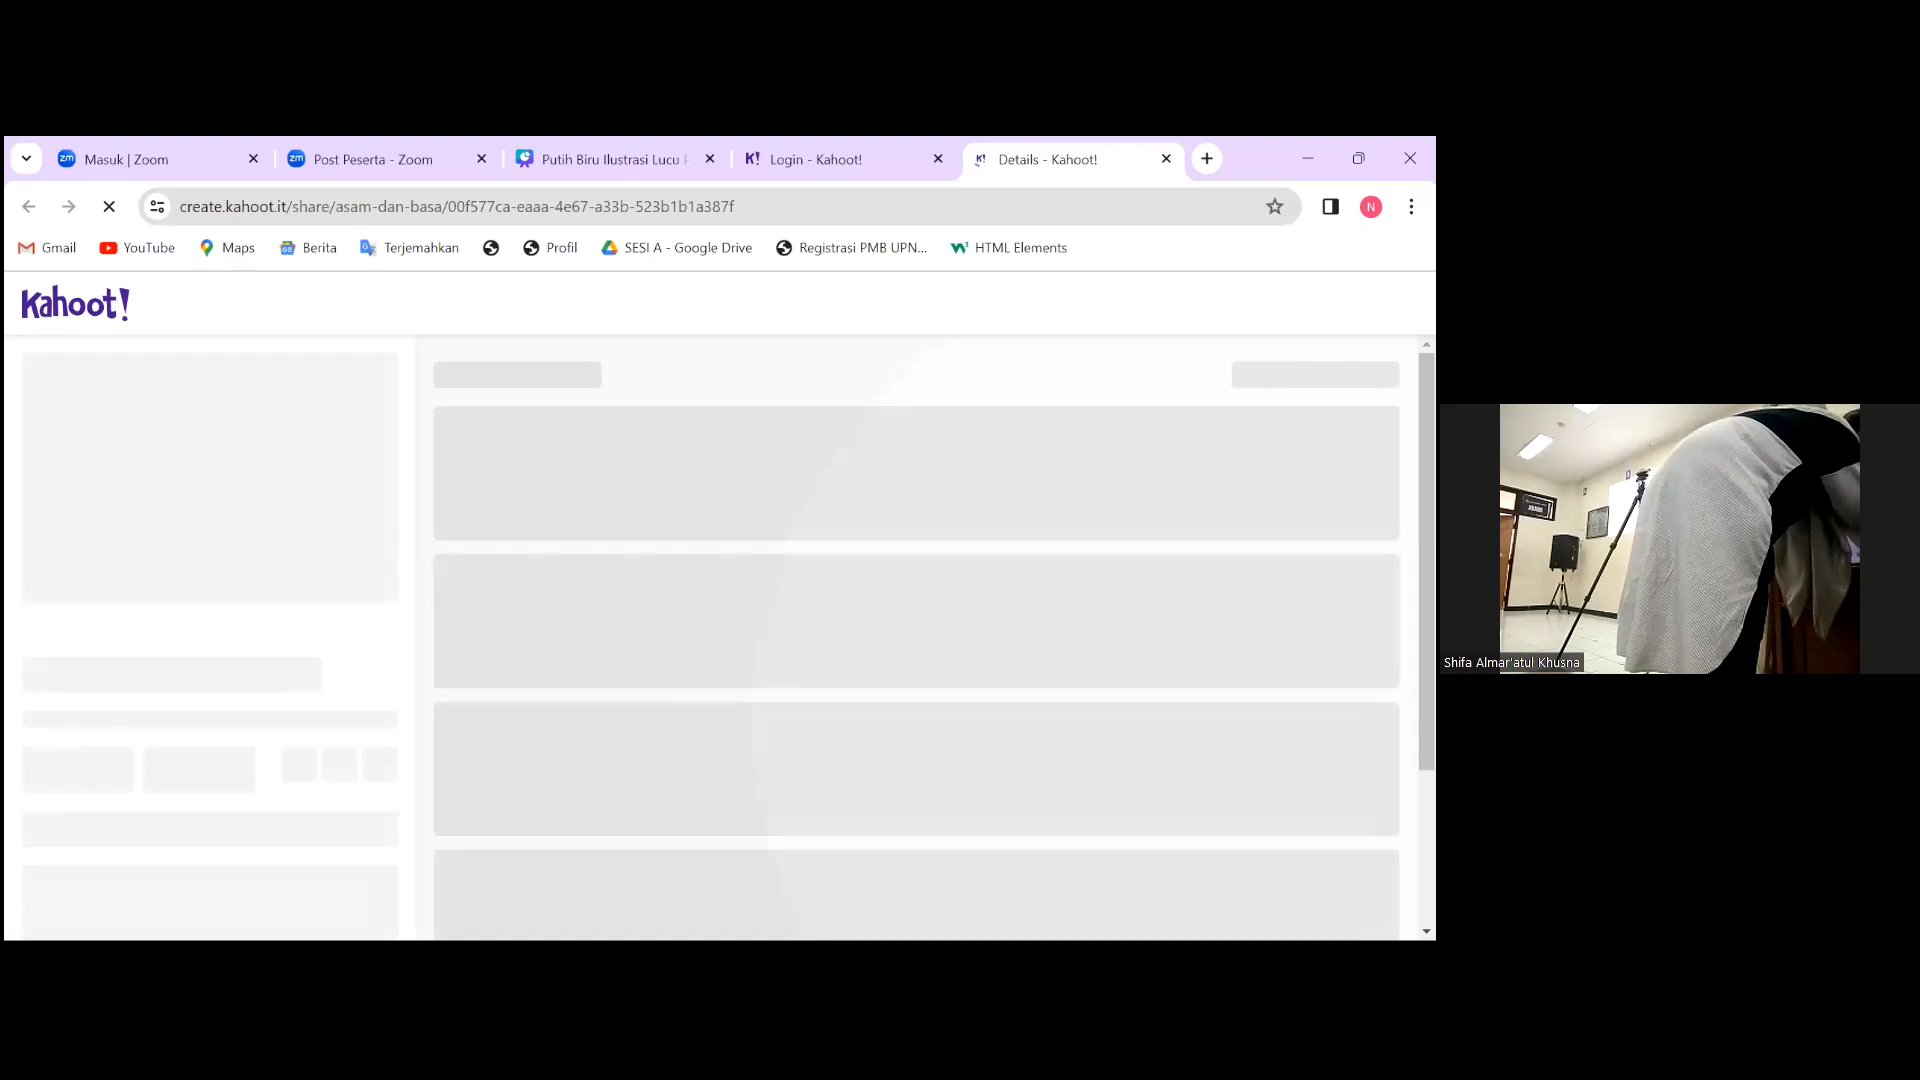 Masuk | Zoom
Post Peserta - Zoom
Putih Biru Ilustrasi Lucu
Login - Kahoot!
Details - Kahoot!
create.kahoot.it/share/asam-dan-basa/00f577ca-eaaa-4e67-a33b-523b1b1a387f
N
Gmail
YouTube
Maps
Berita
Terjemahkan
Profil
SESI A - Google Drive
Registrasi PMB UPN...
HTML Elements
Kahoot!
Shifa Almar'atul Khusna